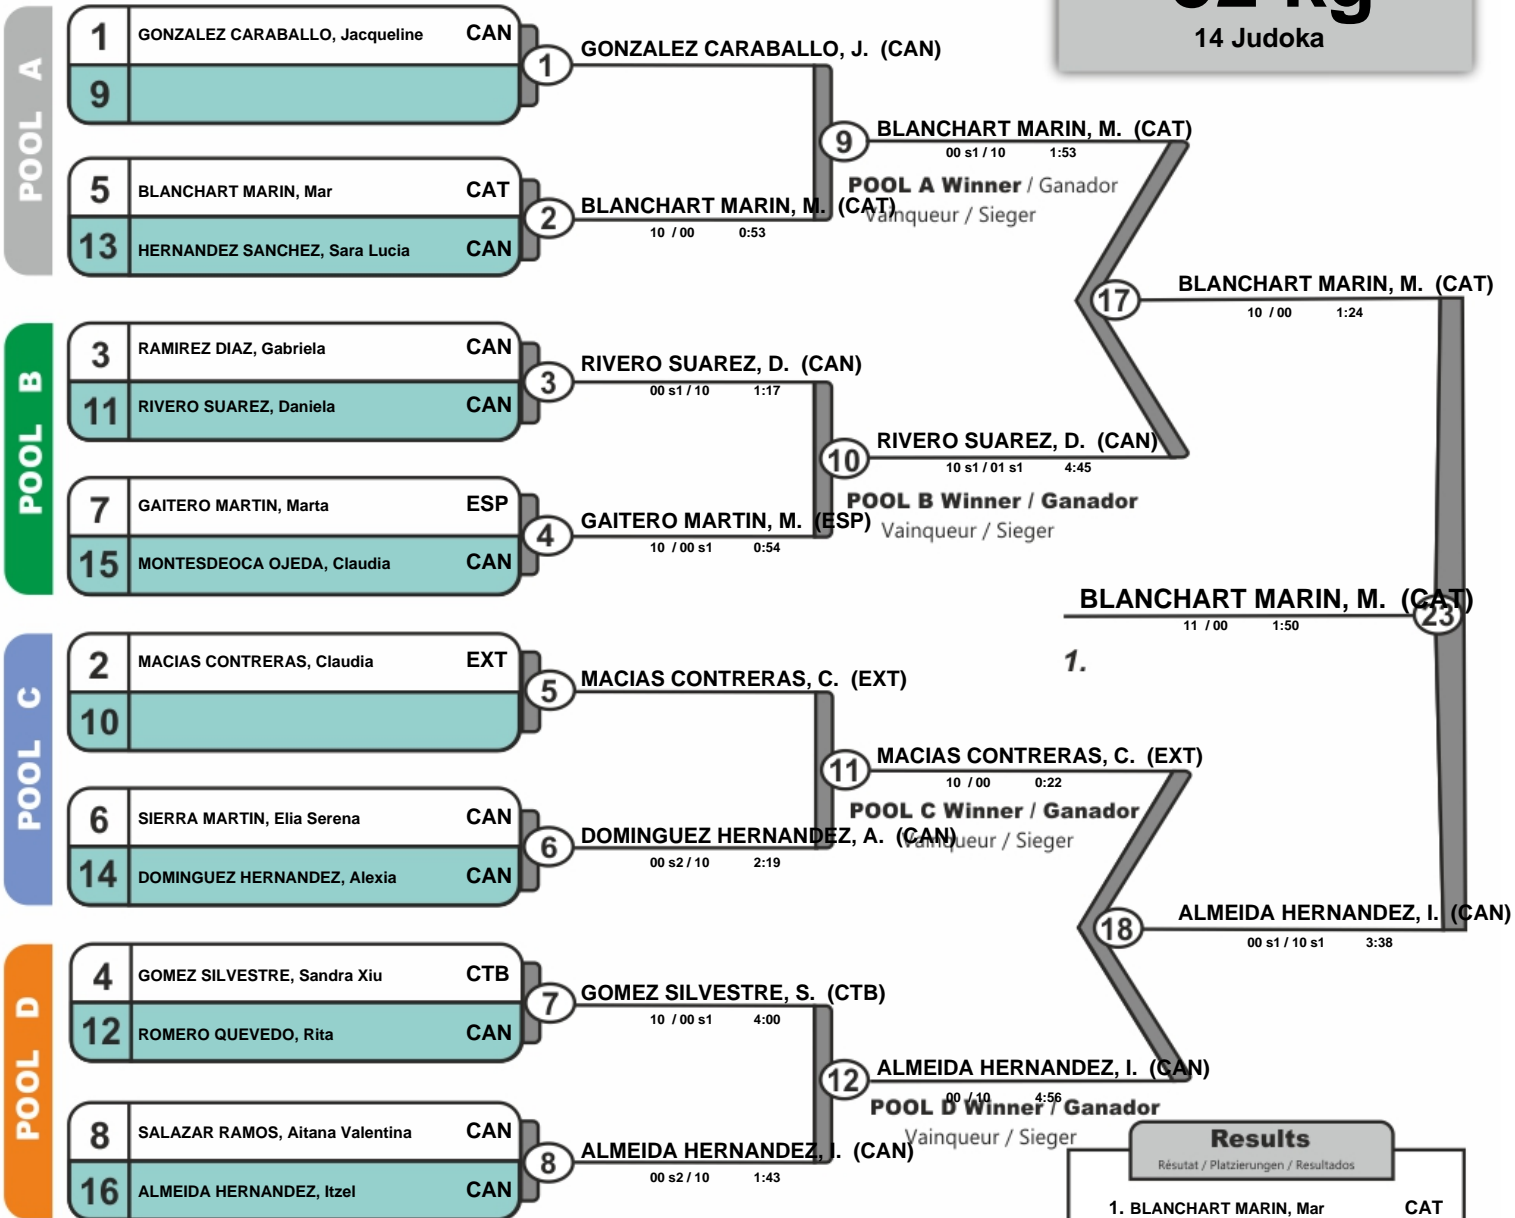 kg
14 Judoka
POOL A
1 GONZALEZ CARABALLO, Jacqueline CAN
9
1
GONZALEZ CARABALLO, J. (CAN)
5 BLANCHART MARIN, Mar CAT
13 HERNANDEZ SANCHEZ, Sara Lucia CAN
2
BLANCHART MARIN, M. (CAT)
10 / 00 0:53
9
BLANCHART MARIN, M. (CAT)
00 s1 / 10 1:53
POOL A Winner / Ganador
Vainqueur / Sieger
POOL B
3 RAMIREZ DIAZ, Gabriela CAN
11 RIVERO SUAREZ, Daniela CAN
3
RIVERO SUAREZ, D. (CAN)
00 s1 / 10 1:17
7 GAITERO MARTIN, Marta ESP
15 MONTESDEOCA OJEDA, Claudia CAN
4
GAITERO MARTIN, M. (ESP)
10 / 00 s1 0:54
10
RIVERO SUAREZ, D. (CAN)
10 s1 / 01 s1 4:45
POOL B Winner / Ganador
Vainqueur / Sieger
17
BLANCHART MARIN, M. (CAT)
10 / 00 1:24
BLANCHART MARIN, M. (CAT)
23
11 / 00 1:50
1.
POOL C
2 MACIAS CONTRERAS, Claudia EXT
10
5
MACIAS CONTRERAS, C. (EXT)
6 SIERRA MARTIN, Elia Serena CAN
14 DOMINGUEZ HERNANDEZ, Alexia CAN
6
DOMINGUEZ HERNANDEZ, A. (CAN)
00 s2 / 10 2:19
11
MACIAS CONTRERAS, C. (EXT)
10 / 00 0:22
POOL C Winner / Ganador
Vainqueur / Sieger
POOL D
4 GOMEZ SILVESTRE, Sandra Xiu CTB
12 ROMERO QUEVEDO, Rita CAN
7
GOMEZ SILVESTRE, S. (CTB)
10 / 00 s1 4:00
8 SALAZAR RAMOS, Aitana Valentina CAN
16 ALMEIDA HERNANDEZ, Itzel CAN
8
ALMEIDA HERNANDEZ, I. (CAN)
00 s2 / 10 1:43
12
ALMEIDA HERNANDEZ, I. (CAN)
00 / 10 4:56
POOL D Winner / Ganador
Vainqueur / Sieger
18
ALMEIDA HERNANDEZ, I. (CAN)
00 s1 / 10 s1 3:38
Results
Résutat / Platzierungen / Resultados
1. BLANCHART MARIN, Mar CAT